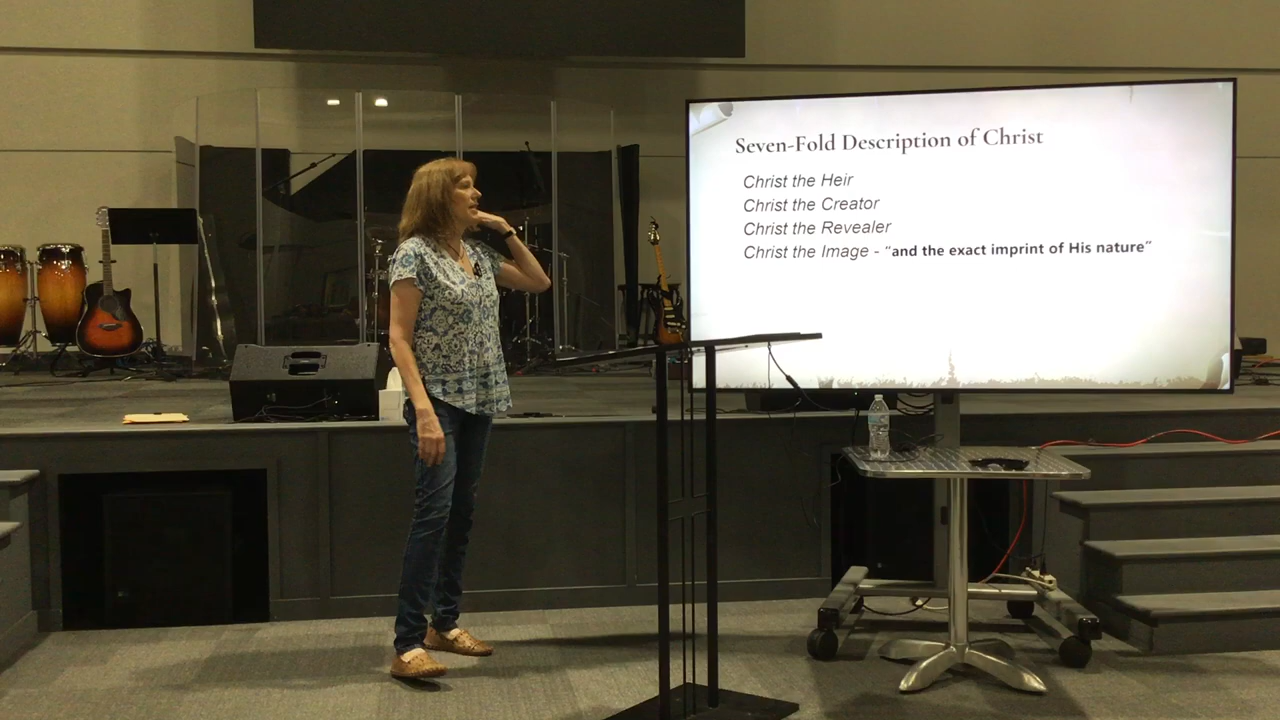 Seven-Fold Description of Christ
Christ the Heir
Christ the Creator
Christ the Revealer
Christ the Image - “and the exact imprint of His nature”